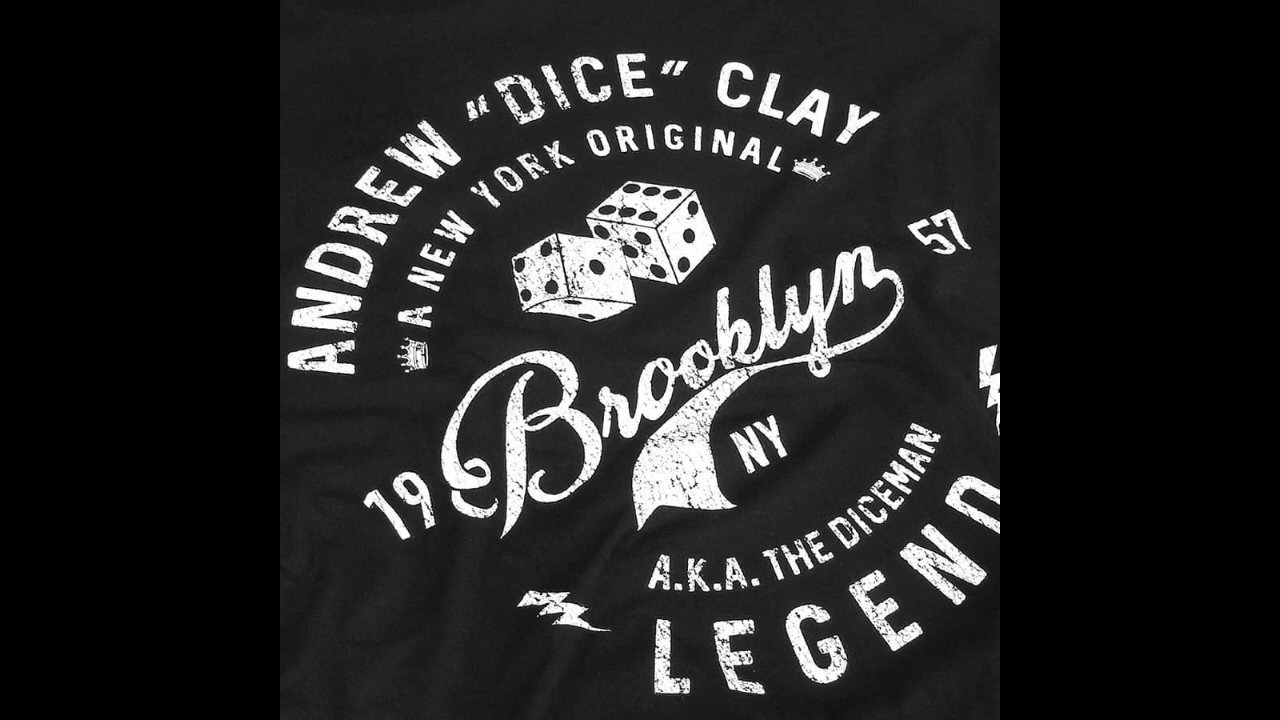 ANDREW "DICE" CLAY
A NEW YORK ORIGINAL
19 57
Brooklyn
NY
A.K.A. THE DICEMAN
LEGEND